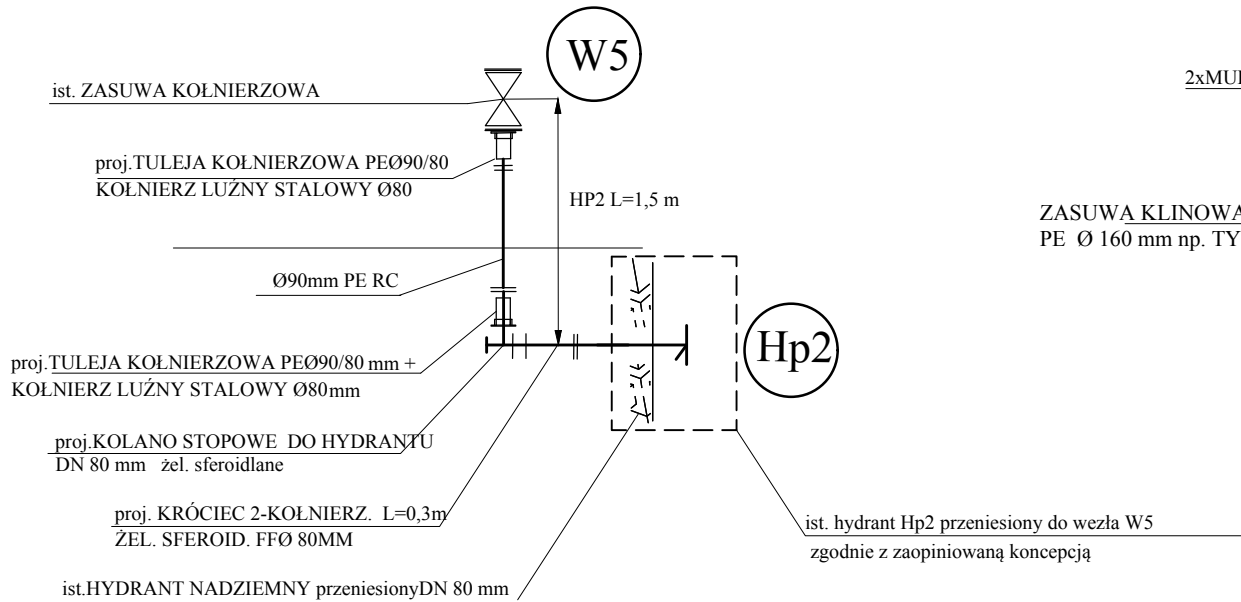 W5
ist. ZASUWA KOŁNIERZOWA
2xMU
proj.TULEJA KOŁNIERZOWA PEØ90/80
KOŁNIERZ LUŹNY STALOWY Ø80
HP2 L=1,5 m
ZASUWA KLINOWA
PE Ø 160 mm np. TY
Ø90mm PE RC
Hp2
proj.TULEJA KOŁNIERZOWA PEØ90/80 mm +
KOŁNIERZ LUŹNY STALOWY Ø80mm
proj.KOLANO STOPOWE DO HYDRANTU
DN 80 mm żel. sferoidlane
proj. KRÓCIEC 2-KOŁNIERZ. L=0,3m
ŻEL. SFEROID. FFØ 80MM
ist. hydrant Hp2 przeniesiony do wezła W5
zgodnie z zaopiniowaną koncepcją
ist.HYDRANT NADZIEMNY przeniesionyDN 80 mm